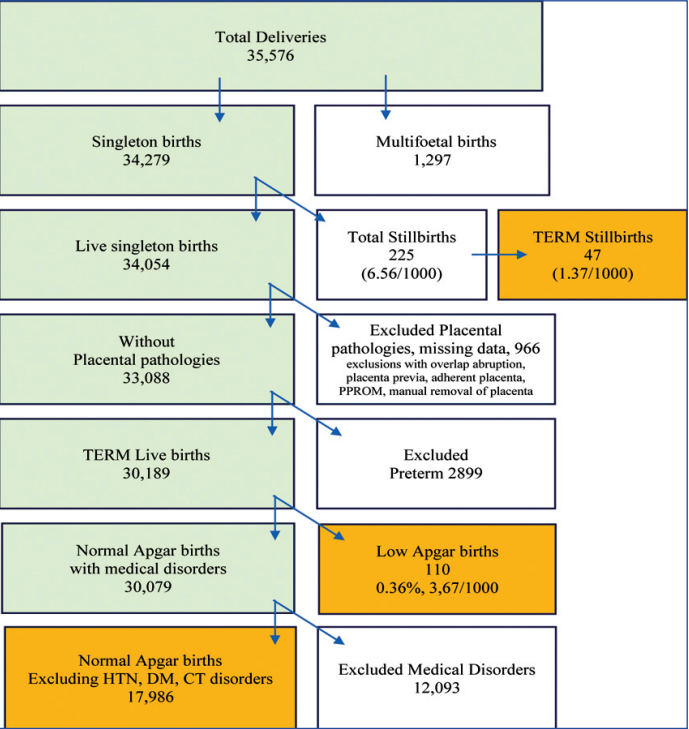 Total Deliveries
35,576
Singleton births
34,279
Multifoetal births
1,297
Live singleton births
34,054
Total Stillbirths
225
(6.56/1000)
TERM Stillbirths
47
(1.37/1000)
Without
Placental pathologies
33,088
Excluded Placental
pathologies, missing data, 966
exclusions with overlap abruption,
placenta previa, adherent placenta,
PPROM, manual removal of placenta
TERM Live births
30,189
Excluded
Preterm 2899
Normal Apgar births
with medical disorders
30,079
Low Apgar births
110
0.36%, 3,67/1000
Normal Apgar births
Excluding HTN, DM, CT disorders
17,986
Excluded Medical Disorders
12,093